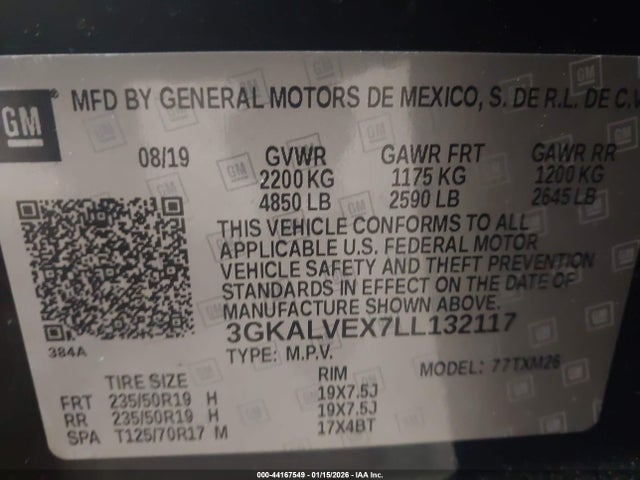 GM
MFD BY GENERAL MOTORS DE MEXICO, S. DE R.L. DE C.V
08/19 GVWR GAWR FRT GAWR RR
2200 KG 1175 KG 1200 KG
4850 LB 2590 LB 2645 LB
THIS VEHICLE CONFORMS TO ALL
APPLICABLE U.S. FEDERAL MOTOR
VEHICLE SAFETY AND THEFT PREVENTION
STANDARDS IN EFFECT ON THE DATE OF
MANUFACTURE SHOWN ABOVE.
3GKALVEX7LL132117
384A
TYPE: M.P.V. MODEL: 77TXM26
TIRE SIZE RIM
FRT 235/50R19 H 19X7.5J
RR 235/50R19 H 19X7.5J
SPA T125/70R17 M 17X4BT
000-44167549 - 01/15/2026 - IAA Inc.